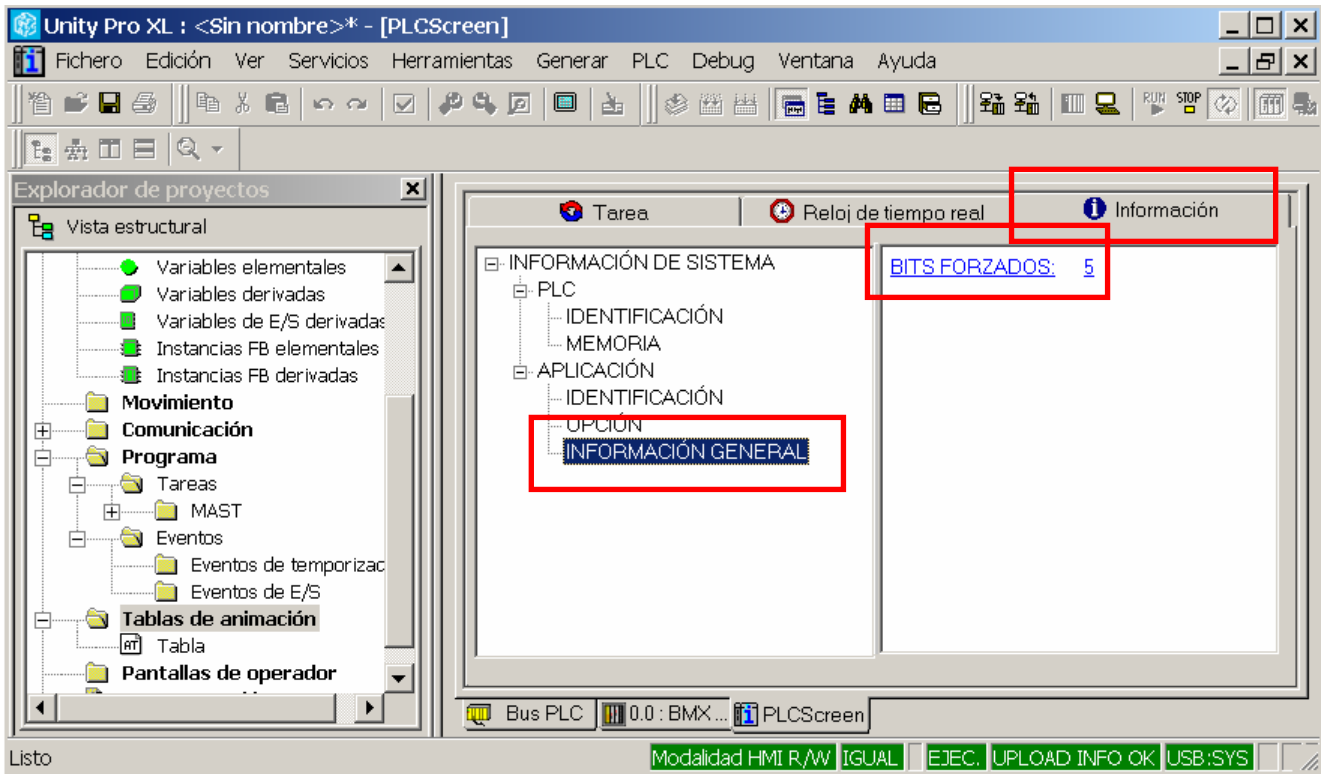 Unity Pro XL : <Sin nombre>* - [PLCScreen]
Fichero Edición Ver Servicios Herramientas Generar PLC Debug Ventana Ayuda
RUN STOP
Explorador de proyectos
Vista estructural
Variables elementales
Variables derivadas
Variables de E/S derivadas
Instancias FB elementales
Instancias FB derivadas
Movimiento
Comunicación
Programa
Tareas
MAST
Eventos
Eventos de temporizac
Eventos de E/S
Tablas de animación
Tabla
Pantallas de operador
Tarea Reloj de tiempo real Información
INFORMACIÓN DE SISTEMA
PLC
IDENTIFICACIÓN
MEMORIA
APLICACIÓN
IDENTIFICACIÓN
OPCIÓN
INFORMACIÓN GENERAL
BITS FORZADOS: 5
Bus PLC 0.0 : BMX ... PLCScreen
Listo Modalidad HMI R/W IGUAL EJEC. UPLOAD INFO OK USB:SYS